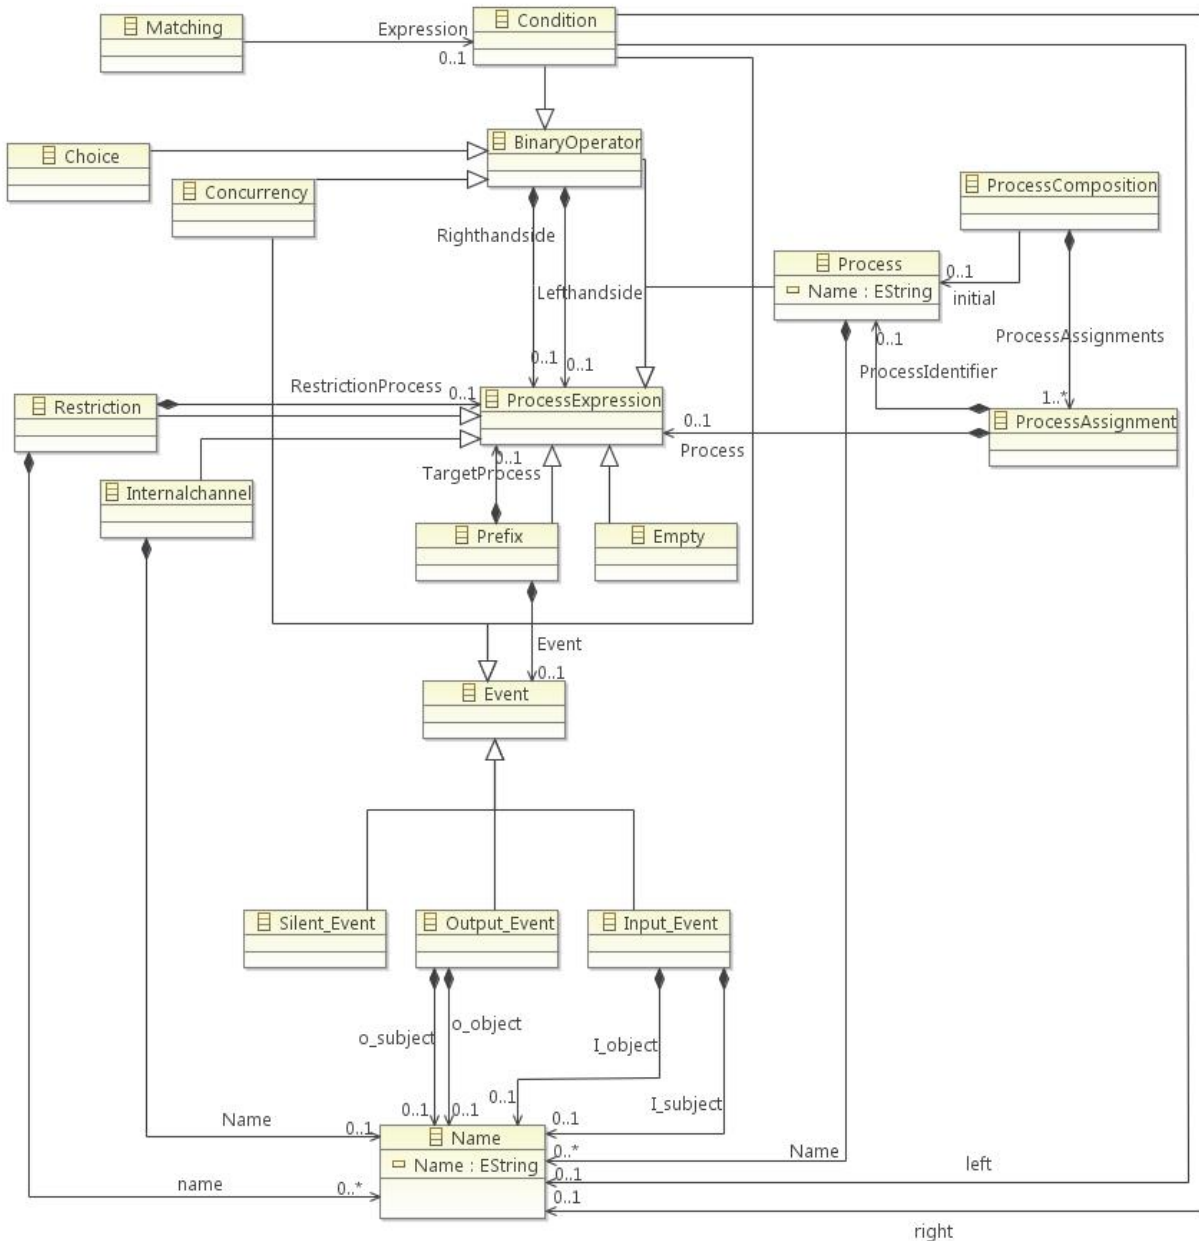 Condition
Matching
Expression
0..1
BinaryOperator
Choice
Concurrency
ProcessComposition
Righthandside
Process
0..1
Name : EString
Lefthandside
initial
0..1
ProcessAssignments
0..1
0..1
ProcessIdentifier
RestrictionProcess
0..1
1..*
Restriction
ProcessExpression
0..1
ProcessAssignment
0..1
Process
TargetProcess
Internalchannel
Prefix
Empty
Event
0..1
Event
Silent_Event
Output_Event
Input_Event
o_subject
o_object
I_object
0..1
I_subject
0..1
0..1
0..1
Name
0..1
Name
0..*
Name
Name : EString
0..1
left
name
0..*
0..1
right